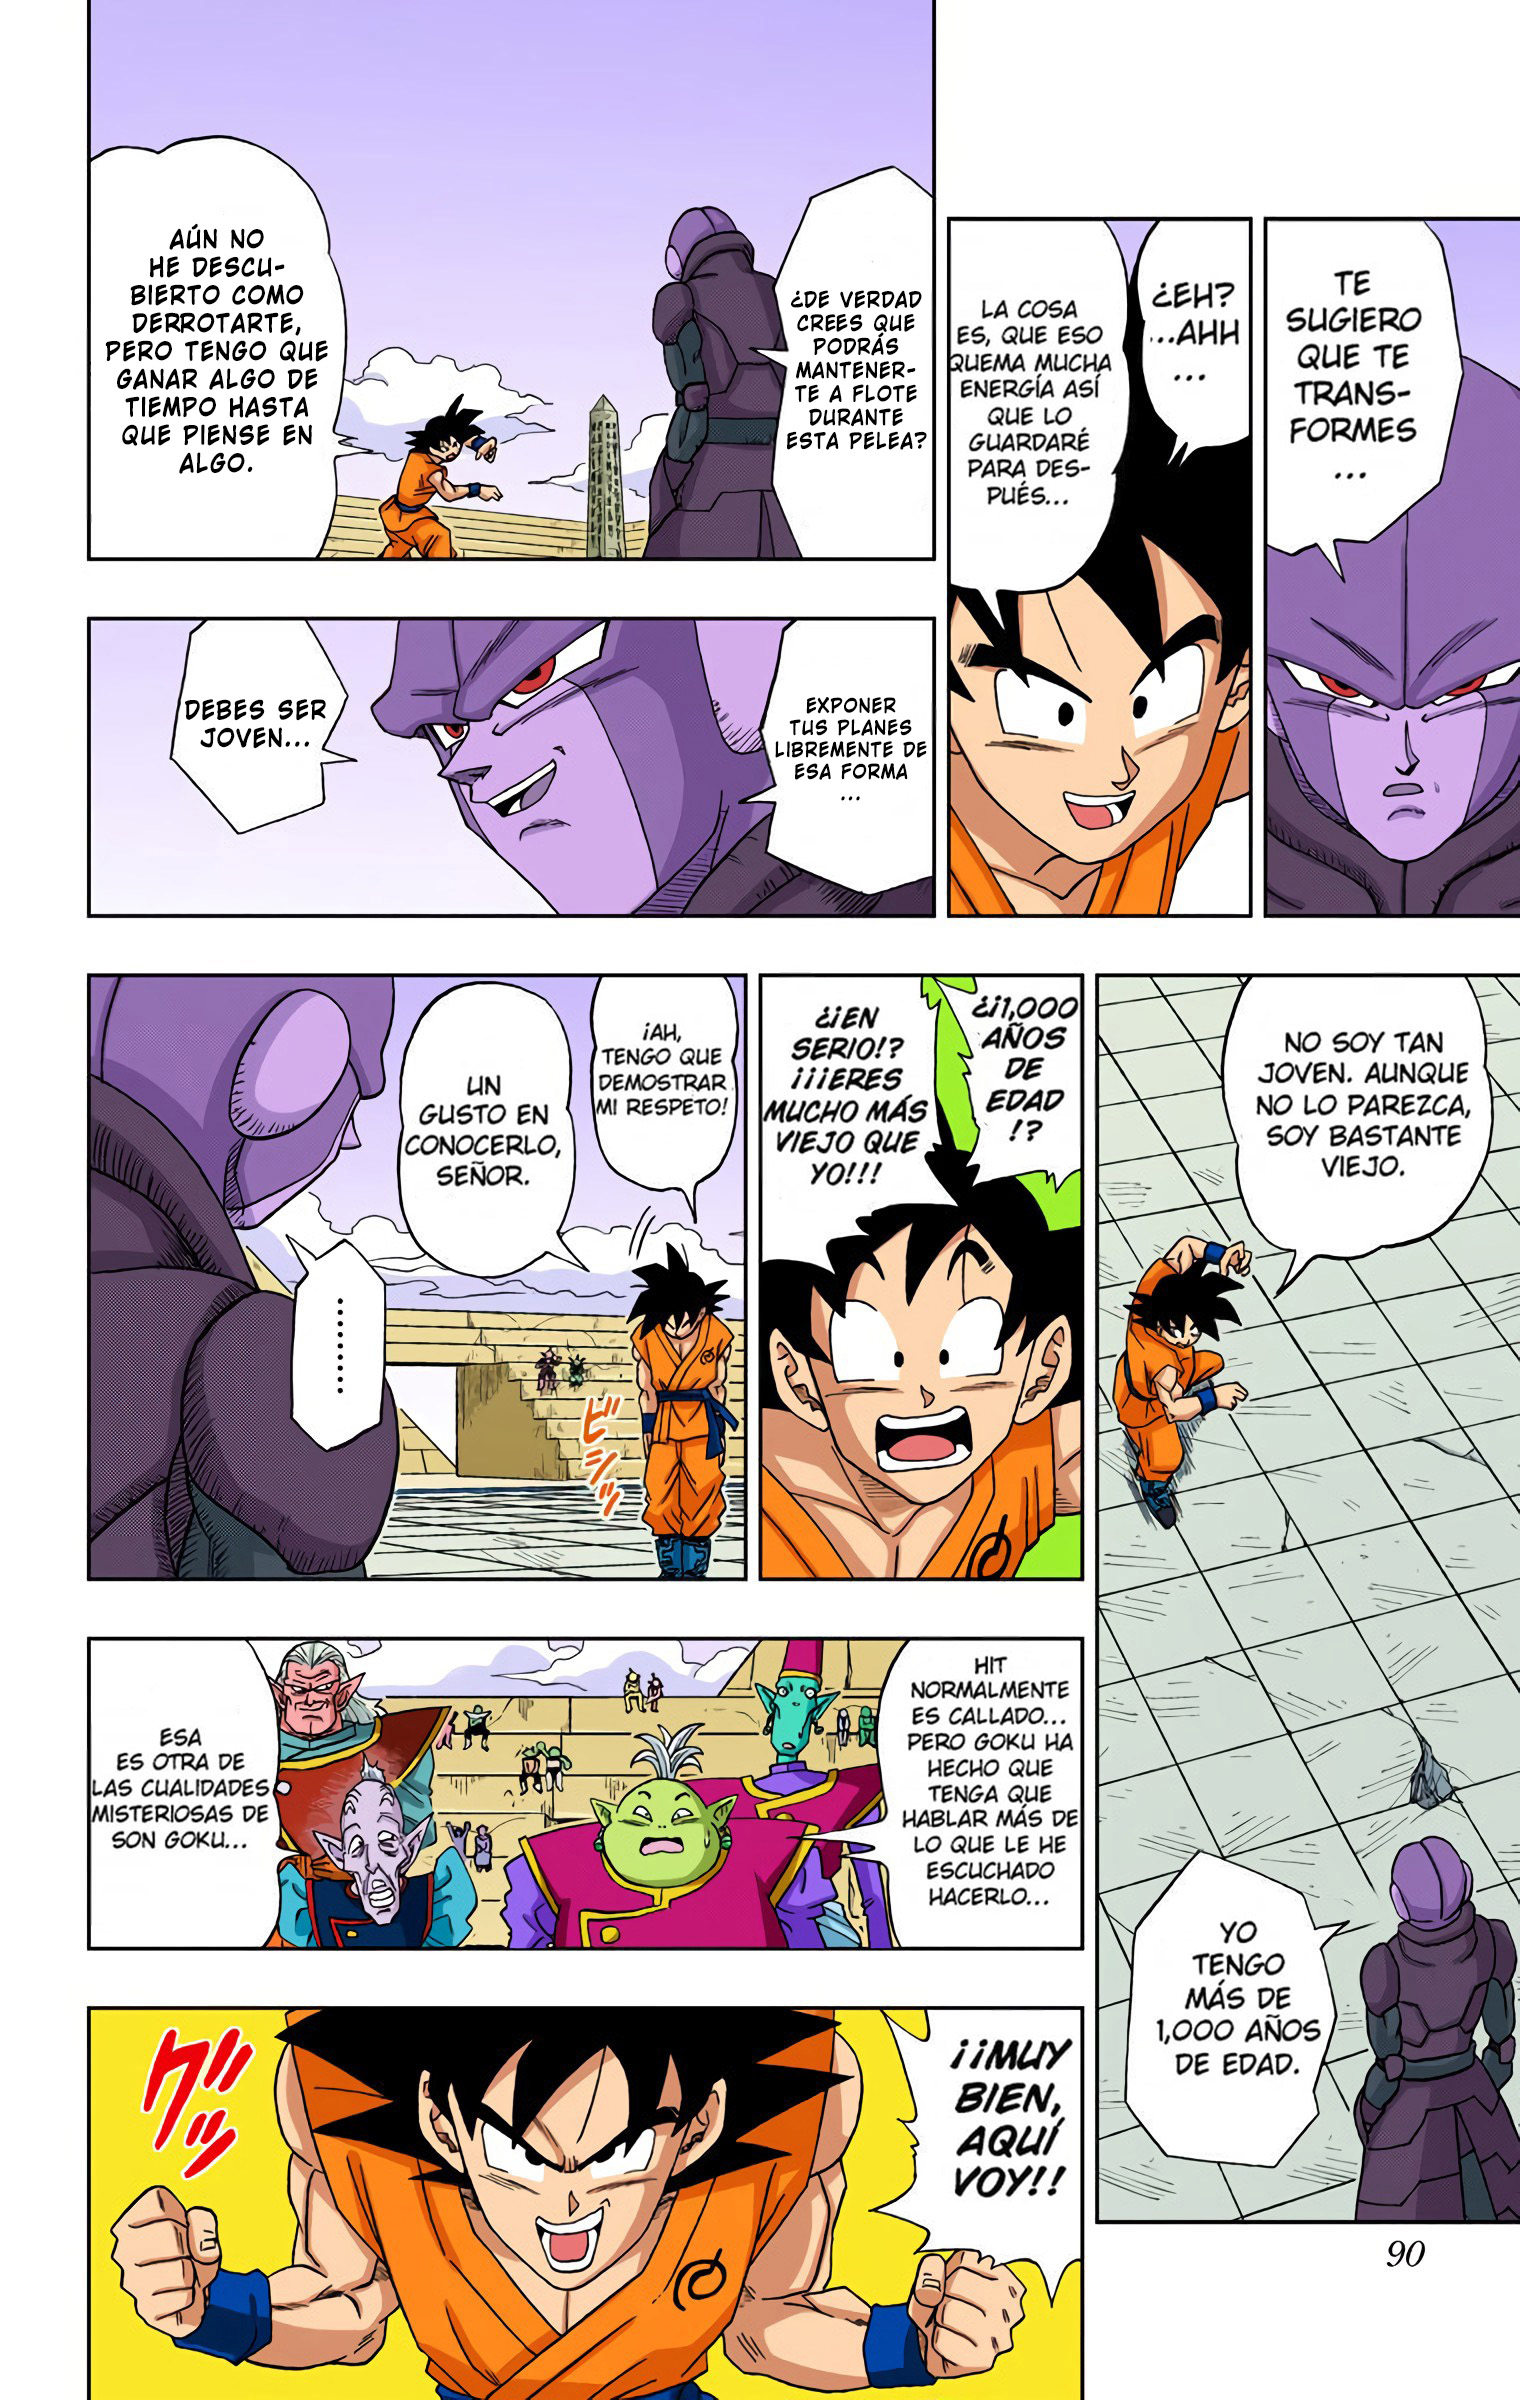 TE
SUGIERO
QUE TE
TRANS-
FORMES
...
¿EH?
...AHH
...
LA COSA
ES, QUE ESO
QUEMA MUCHA
ENERGÍA ASÍ
QUE LO
GUARDARÉ
PARA DES-
PUÉS...
¿DE VERDAD
CREES QUE
PODRÁS
MANTENER-
TE A FLOTE
DURANTE
ESTA PELEA?
AÚN NO
HE DESCU-
BIERTO COMO
DERROTARTE,
PERO TENGO QUE
GANAR ALGO DE
TIEMPO HASTA
QUE PIENSE EN
ALGO.
EXPONER
TUS PLANES
LIBREMENTE DE
ESA FORMA
...
DEBES SER
JOVEN...
NO SOY TAN
JOVEN. AUNQUE
NO LO PAREZCA,
SOY BASTANTE
VIEJO.
YO
TENGO
MÁS DE
1,000 AÑOS
DE EDAD.
¿¡1,000
AÑOS
DE
EDAD
!?
¿¡EN
SERIO!?
¡¡¡ERES
MUCHO MÁS
VIEJO QUE
YO!!!
¡AH,
TENGO QUE
DEMOSTRAR
MI RESPETO!
UN
GUSTO EN
CONOCERLO,
SEÑOR.
ビシッ
.........
HIT
NORMALMENTE
ES CALLADO...
PERO GOKU HA
HECHO QUE
TENGA QUE
HABLAR MÁS DE
LO QUE LE HE
ESCUCHADO
HACERLO...
ESA
ES OTRA DE
LAS CUALIDADES
MISTERIOSAS DE
SON GOKU...
¡¡MUY
BIEN,
AQUÍ
VOY!!
グッ
90